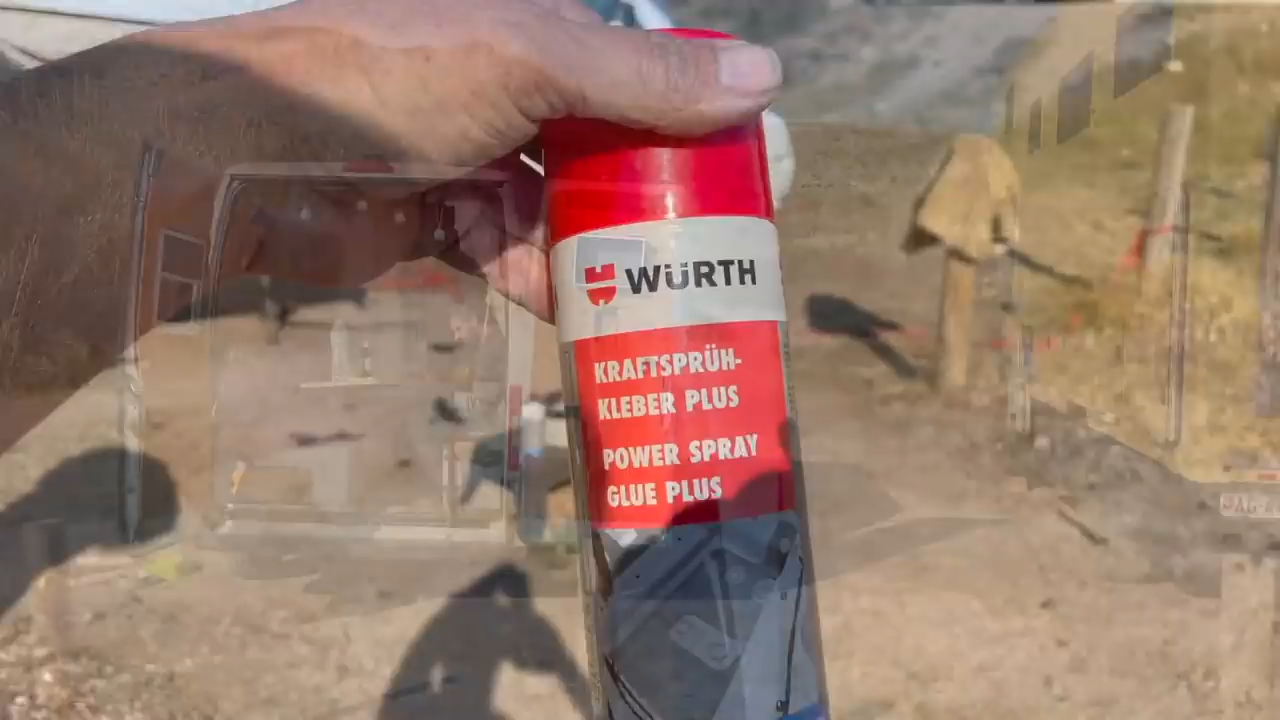 WÜRTH
KRAFTSPRÜH-
KLEBER PLUS
POWER SPRAY
GLUE PLUS